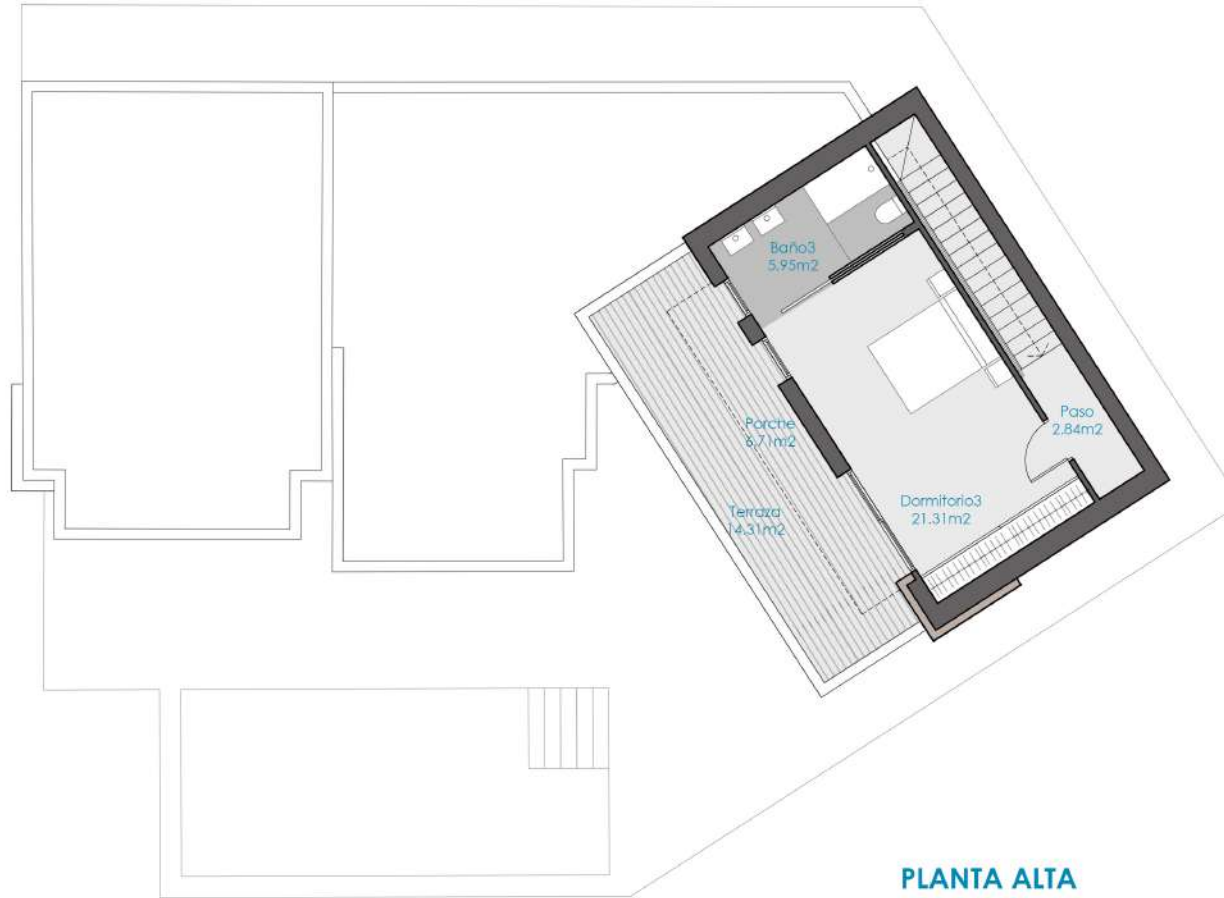 Baño3
5.95m2
Porche
6.71m2
Paso
2.84m2
Dormitorio3
21.31m2
Terraza
14.31m2
PLANTA ALTA